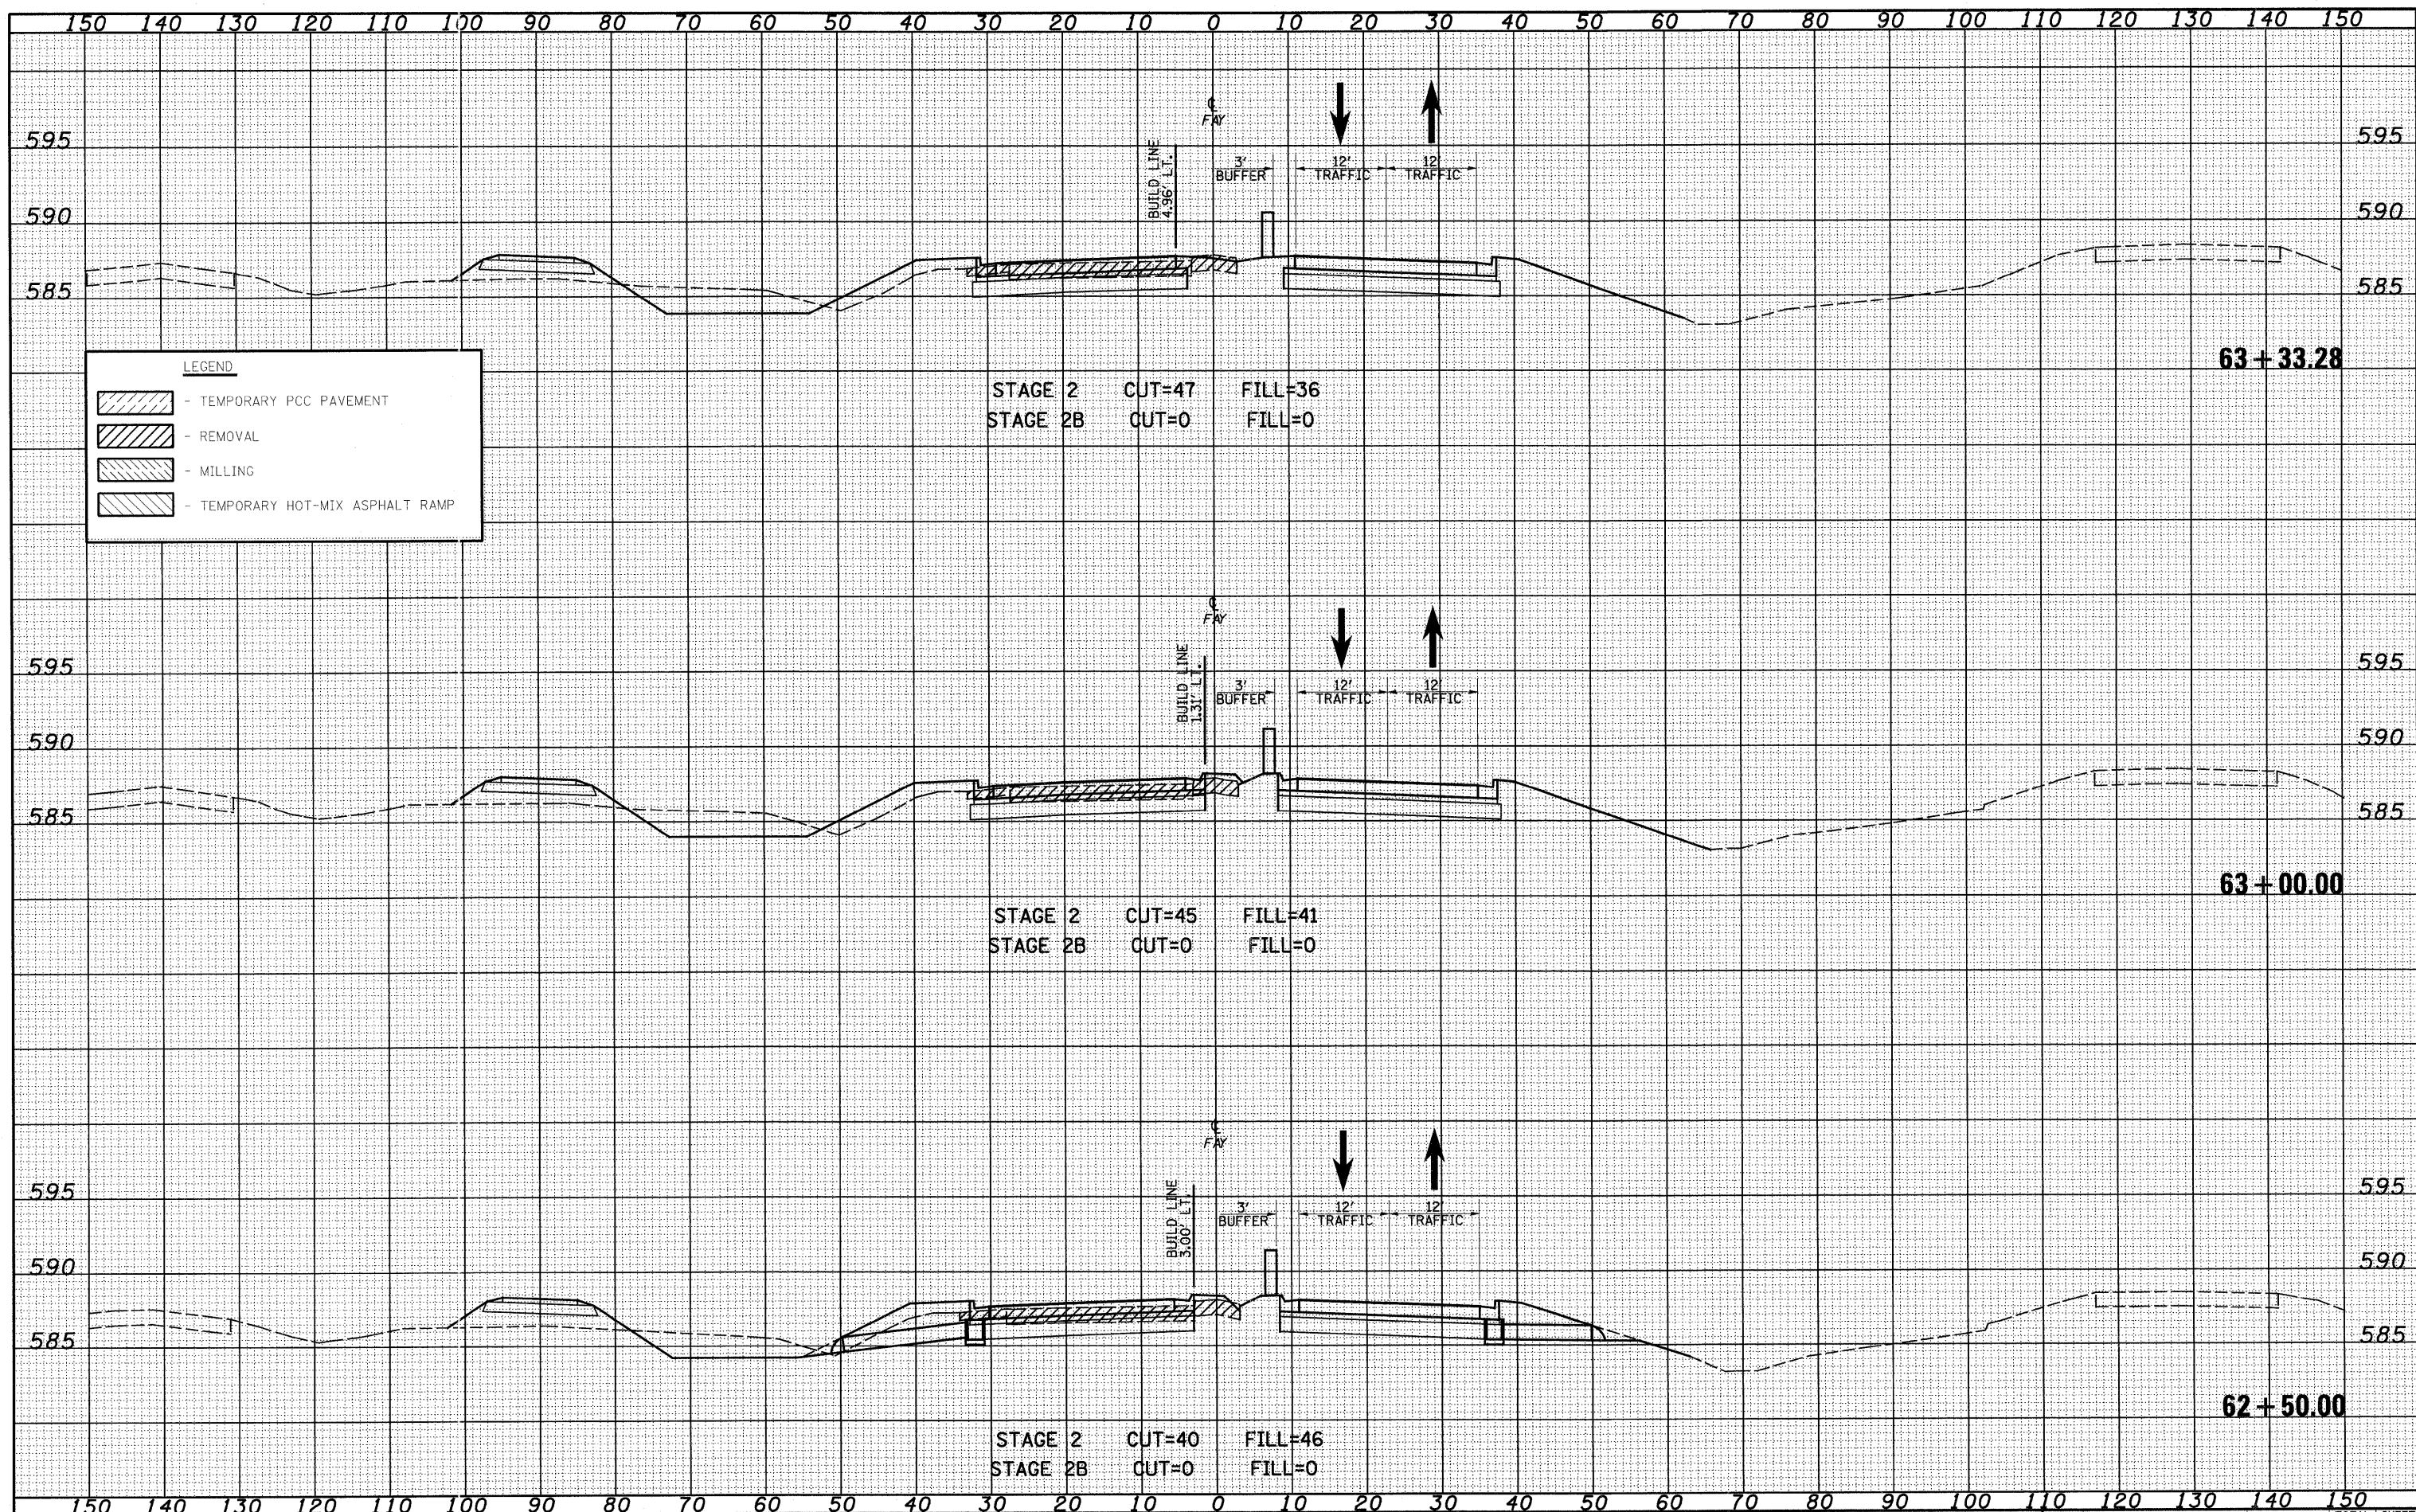 150 140 130 120 110 100 90 80 70 60 50 40 30 20 10 0 10 20 30 40 50 60 70 80 90 100 110 120 130 140 150
℄
FAY
595 595
BUILD LINE
4.96' LT.
3' 12' 12'
BUFFER TRAFFIC TRAFFIC
590 590
585 585
63+33.28
LEGEND
- TEMPORARY PCC PAVEMENT
- REMOVAL
- MILLING
- TEMPORARY HOT-MIX ASPHALT RAMP
STAGE 2 CUT=47 FILL=36
STAGE 2B CUT=0 FILL=0
℄
FAY
595 595
BUILD LINE
1.31' LT.
3' 12' 12'
BUFFER TRAFFIC TRAFFIC
590 590
585 585
63+00.00
STAGE 2 CUT=45 FILL=41
STAGE 2B CUT=0 FILL=0
℄
FAY
595 595
BUILD LINE
3.00' LT.
3' 12' 12'
BUFFER TRAFFIC TRAFFIC
590 590
585 585
62+50.00
STAGE 2 CUT=40 FILL=46
STAGE 2B CUT=0 FILL=0
150 140 130 120 110 100 90 80 70 60 50 40 30 20 10 0 10 20 30 40 50 60 70 80 90 100 110 120 130 140 150